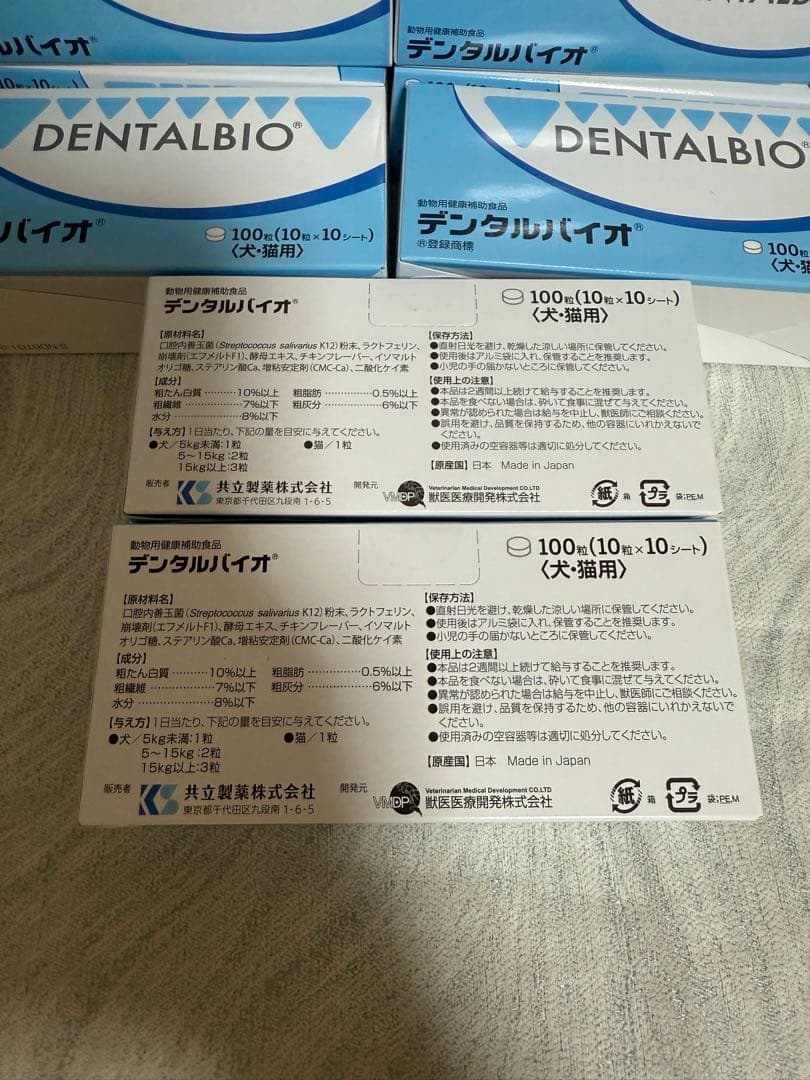 動物用健康補助食品
デンタルバイオ®
DENTALBIO®
バイオ®
100粒(10粒×10シート)
〈犬・猫用〉
DENTALBIO®
動物用健康補助食品
デンタルバイオ®
®登録商標
100粒
動物用健康補助食品
デンタルバイオ®
100粒(10粒×10シート)
〈犬・猫用〉
【原材料名】
口腔内善玉菌(Streptococcus salivarius K12)粉末、ラクトフェリン、
崩壊剤(エフメルトF1)、酵母エキス、チキンフレーバー、イソマルト
オリゴ糖、ステアリン酸Ca、増粘安定剤(CMC-Ca)、二酸化ケイ素
【成分】
粗たん白質…………10%以上 粗脂肪……………0.5%以上
粗繊維………………7%以下 粗灰分……………6%以下
水分…………………8%以下
【与え方】1日当たり、下記の量を目安に与えてください。
●犬/5kg未満:1粒 ●猫/1粒
5〜15kg:2粒
15kg以上:3粒
【保存方法】
●直射日光を避け、乾燥した涼しい場所に保管してください。
●使用後はアルミ袋に入れ、保管することを推奨します。
●小児の手の届かないところに保管してください。
【使用上の注意】
●本品は2週間以上続けて給与することを推奨します。
●本品を食べない場合は、砕いて食事に混ぜて与えてください。
●異常が認められた場合は給与を中止し、獣医師にご相談ください。
●誤用を避け、品質を保持するため、他の容器にいれかえないで
ください。
●使用済みの空容器等は適切に処分してください。
【原産国】日本 Made in Japan
販売者 KS 共立製薬株式会社
東京都千代田区九段南1-6-5
開発元 VMDP Veterinarian Medical Development CO.LTD
獣医医療開発株式会社
紙 箱 プラ 袋:PE,M
動物用健康補助食品
デンタルバイオ®
100粒(10粒×10シート)
〈犬・猫用〉
【原材料名】
口腔内善玉菌(Streptococcus salivarius K12)粉末、ラクトフェリン、
崩壊剤(エフメルトF1)、酵母エキス、チキンフレーバー、イソマルト
オリゴ糖、ステアリン酸Ca、増粘安定剤(CMC-Ca)、二酸化ケイ素
【成分】
粗たん白質…………10%以上 粗脂肪……………0.5%以上
粗繊維………………7%以下 粗灰分……………6%以下
水分…………………8%以下
【与え方】1日当たり、下記の量を目安に与えてください。
●犬/5kg未満:1粒 ●猫/1粒
5〜15kg:2粒
15kg以上:3粒
【保存方法】
●直射日光を避け、乾燥した涼しい場所に保管してください。
●使用後はアルミ袋に入れ、保管することを推奨します。
●小児の手の届かないところに保管してください。
【使用上の注意】
●本品は2週間以上続けて給与することを推奨します。
●本品を食べない場合は、砕いて食事に混ぜて与えてください。
●異常が認められた場合は給与を中止し、獣医師にご相談ください。
●誤用を避け、品質を保持するため、他の容器にいれかえないで
ください。
●使用済みの空容器等は適切に処分してください。
【原産国】日本 Made in Japan
販売者 KS 共立製薬株式会社
東京都千代田区九段南1-6-5
開発元 VMDP Veterinarian Medical Development CO.LTD
獣医医療開発株式会社
紙 箱 プラ 袋:PE,M